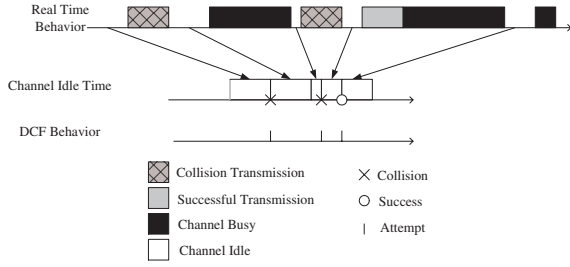 Real Time
Behavior
Channel Idle Time
DCF Behavior
Collision Transmission
Collision
Successful Transmission
Success
Channel Busy
Attempt
Channel Idle